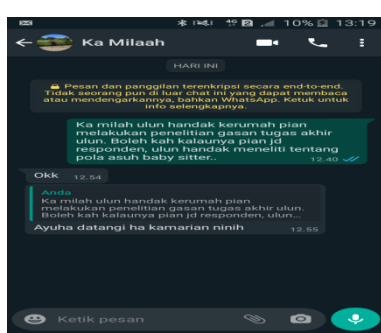 10% 13:19
Ka Milaah
HARI INI
Pesan dan panggilan terenkripsi secara end-to-end.
Tidak seorang pun di luar chat ini yang dapat membaca
atau mendengarkannya, bahkan WhatsApp. Ketuk untuk
info selengkapnya.
Ka milah ulun handak kerumah pian
melakukan penelitian gasan tugas akhir
ulun. Boleh kah kalaunya pian jd
responden, ulun handak meneliti tentang
pola asuh baby sitter..
12.40
Okk 12.54
Anda
Ka milah ulun handak kerumah pian
melakukan penelitian gasan tugas akhir ulun.
Boleh kah kalaunya pian jd responden, ulun...
Ayuha datangi ha kamarian ninih 12.55
Ketik pesan